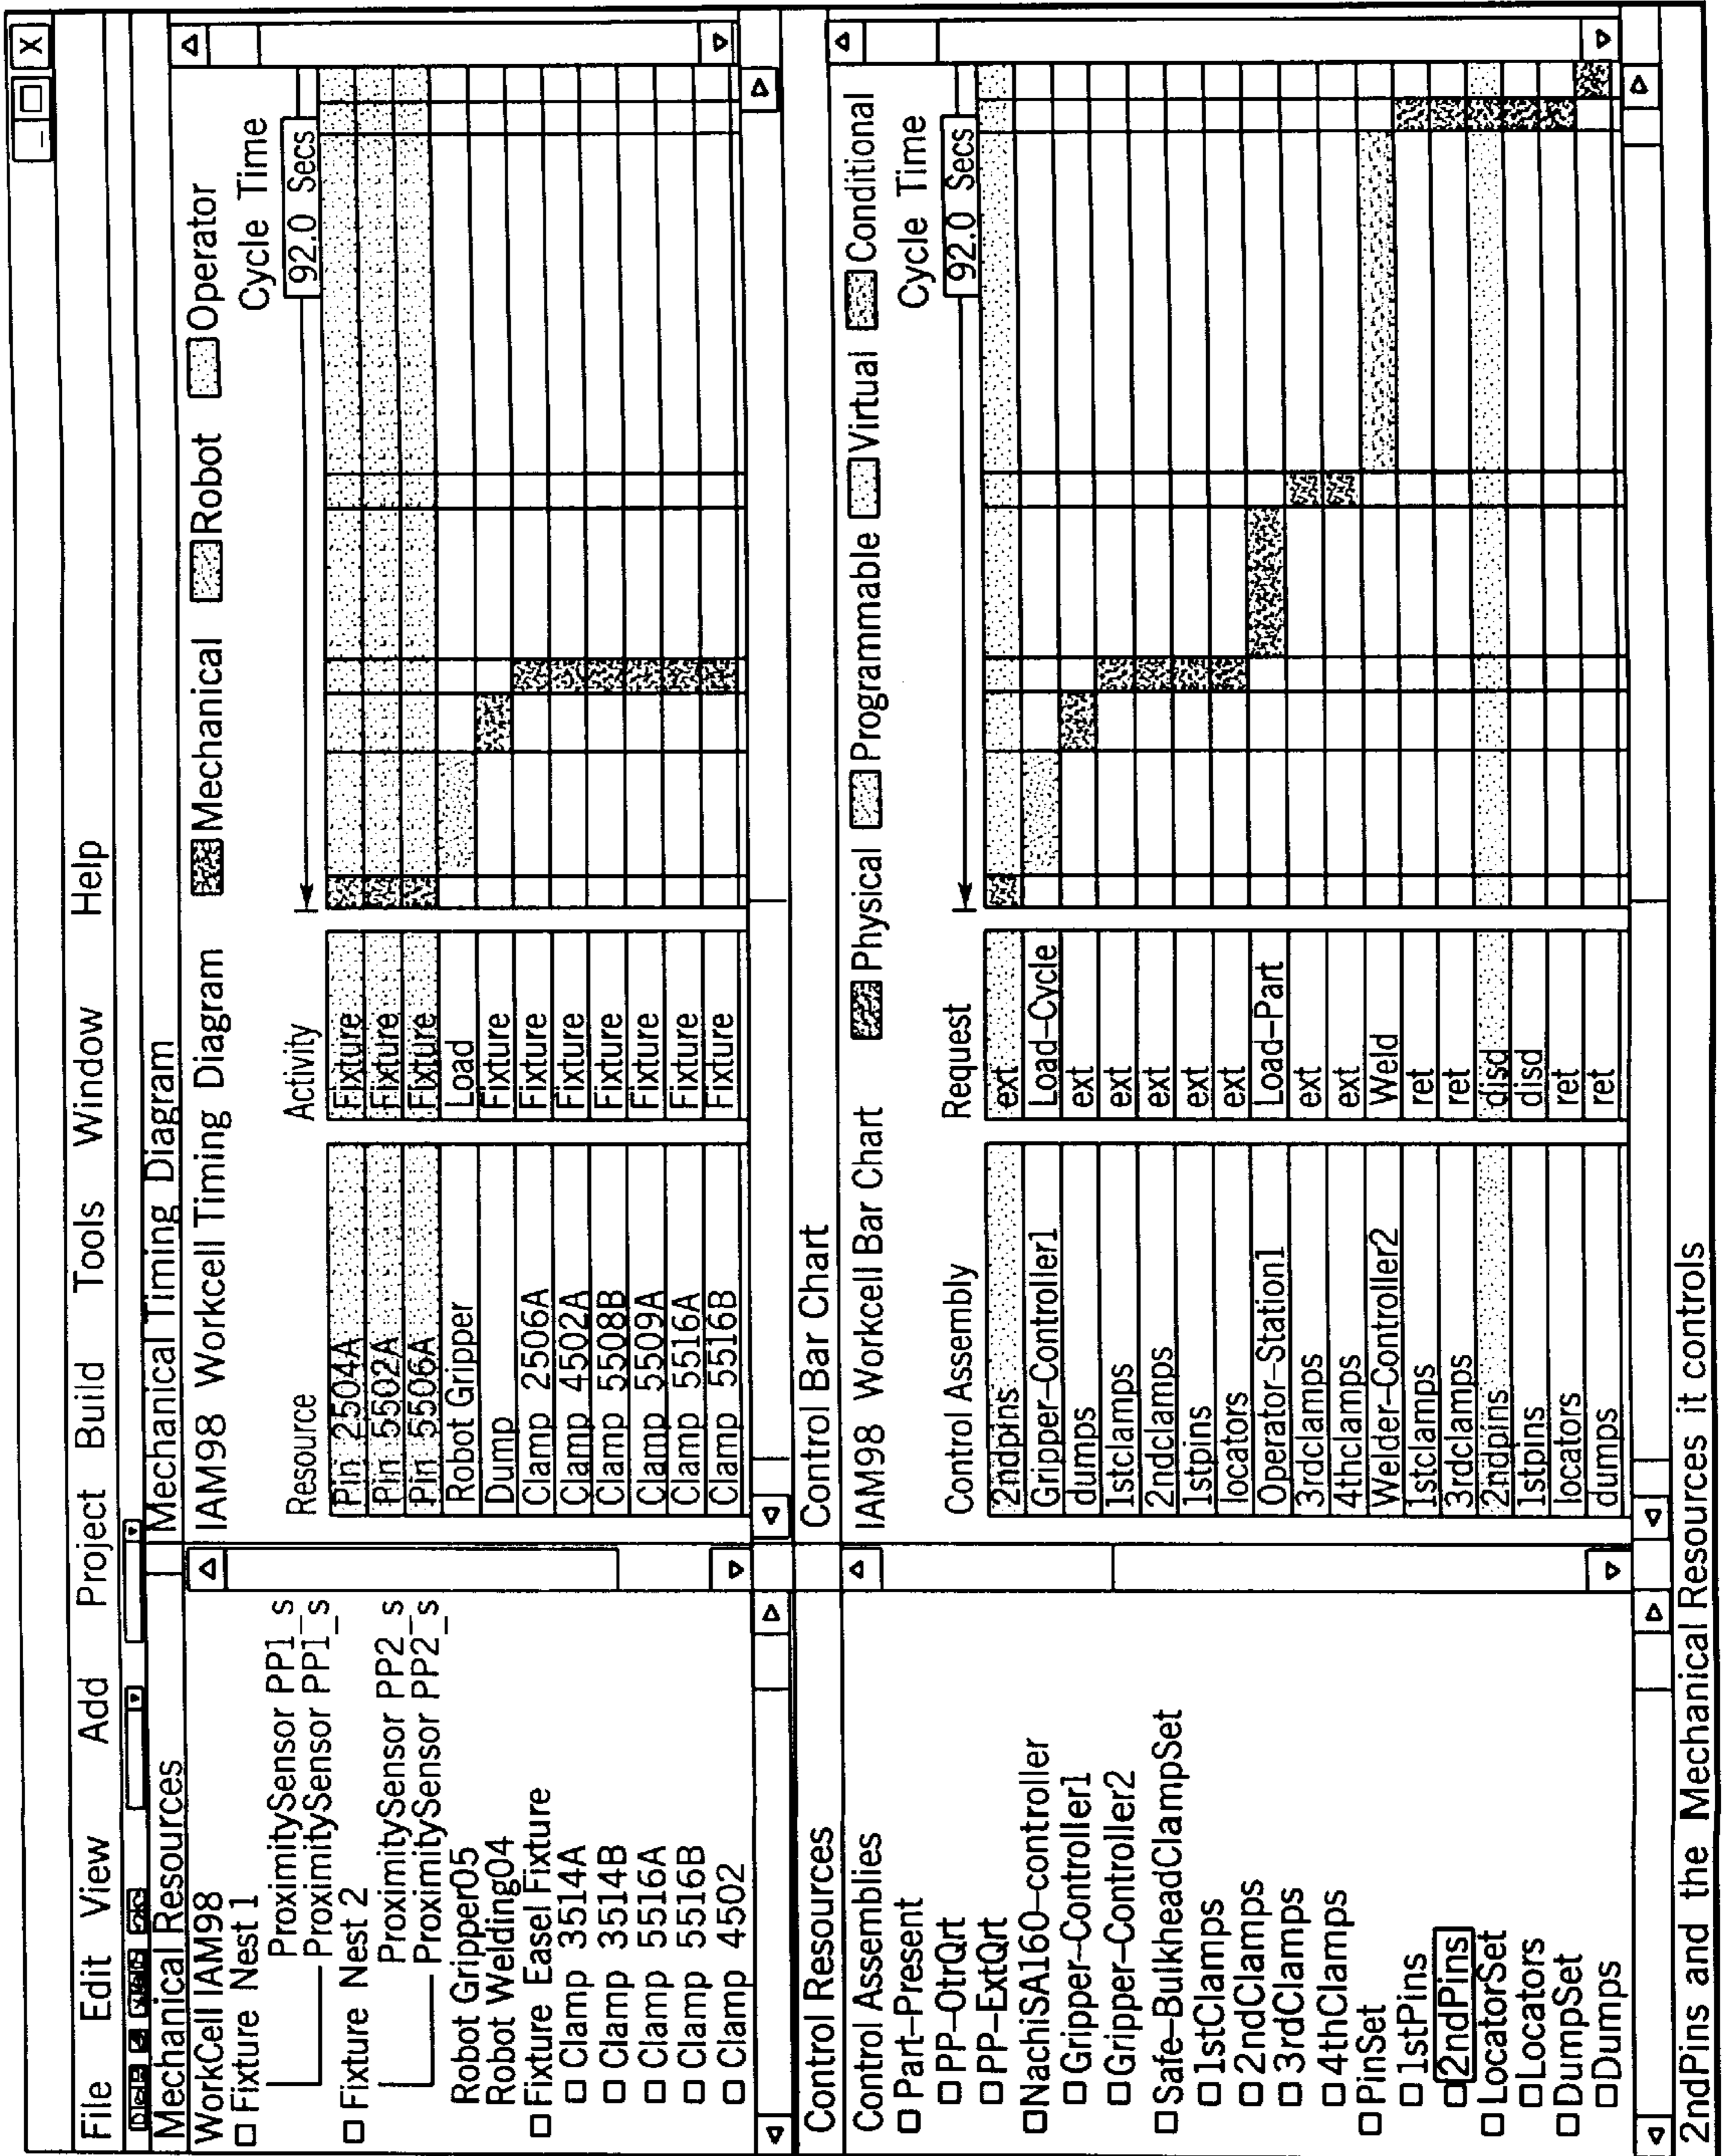 X
File Edit View Add Project Build Tools Window Help
Mechanical Resources
WorkCell IAM98
Fixture Nest 1
ProximitySensor PP1_s
ProximitySensor PP1_s
Fixture Nest 2
ProximitySensor PP2_s
ProximitySensor PP2_s
Robot Gripper05
Robot Welding04
Fixture Easel Fixture
Clamp 3514A
Clamp 3514B
Clamp 5516A
Clamp 5516B
Clamp 4502
Mechanical Timing Diagram
IAM98 Workcell Timing Diagram Mechanical Robot Operator
Cycle Time
92.0 Secs
Resource Activity
Pin 2504A Fixture
Pin 5502A Fixture
Pin 5506A Fixture
Robot Gripper Load
Dump Fixture
Clamp 2506A Fixture
Clamp 4502A Fixture
Clamp 5508B Fixture
Clamp 5509A Fixture
Clamp 5516A Fixture
Clamp 5516B Fixture
Control Resources
Control Assemblies
Part-Present
PP-OtrQrt
PP-ExtQrt
NachiSA160-controller
Gripper-Controller1
Gripper-Controller2
Safe-BulkheadClampSet
1stClamps
2ndClamps
3rdClamps
4thClamps
PinSet
1stPins
2ndPins
LocatorSet
Locators
DumpSet
Dumps
Control Bar Chart
IAM98 Workcell Bar Chart Physical Programmable Virtual Conditional
Cycle Time
92.0 Secs
Control Assembly Request
2ndpins ext
Gripper-Controller1 Load-Cycle
dumps ext
1stclamps ext
2ndclamps ext
1stpins ext
locators ext
Operator-Station1 Load-Part
3rdclamps ext
4thclamps ext
Welder-Controller2 Weld
1stclamps ret
3rdclamps ret
2ndpins disd
1stpins disd
locators ret
dumps ret
2ndPins and the Mechanical Resources it controls